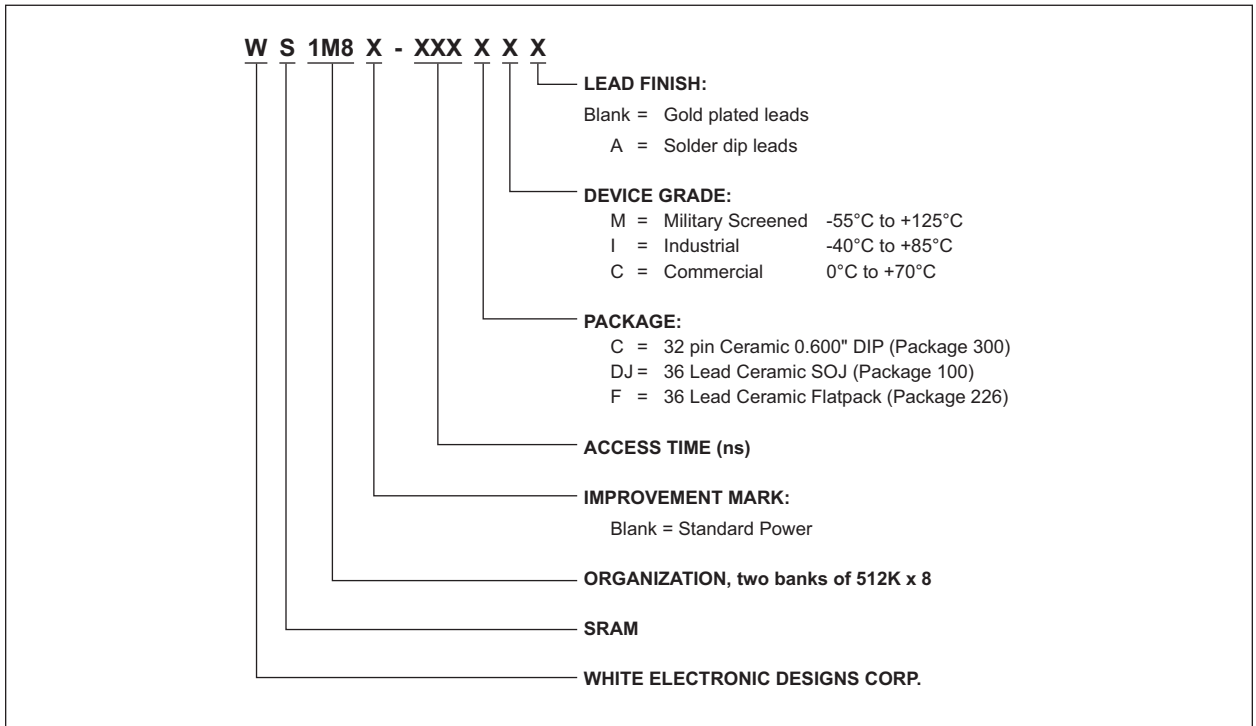 W S 1M8 X - XXX X X X
LEAD FINISH:
Blank = Gold plated leads
A = Solder dip leads
DEVICE GRADE:
M = Military Screened -55°C to +125°C
I = Industrial -40°C to +85°C
C = Commercial 0°C to +70°C
PACKAGE:
C = 32 pin Ceramic 0.600" DIP (Package 300)
DJ = 36 Lead Ceramic SOJ (Package 100)
F = 36 Lead Ceramic Flatpack (Package 226)
ACCESS TIME (ns)
IMPROVEMENT MARK:
Blank = Standard Power
ORGANIZATION, two banks of 512K x 8
SRAM
WHITE ELECTRONIC DESIGNS CORP.